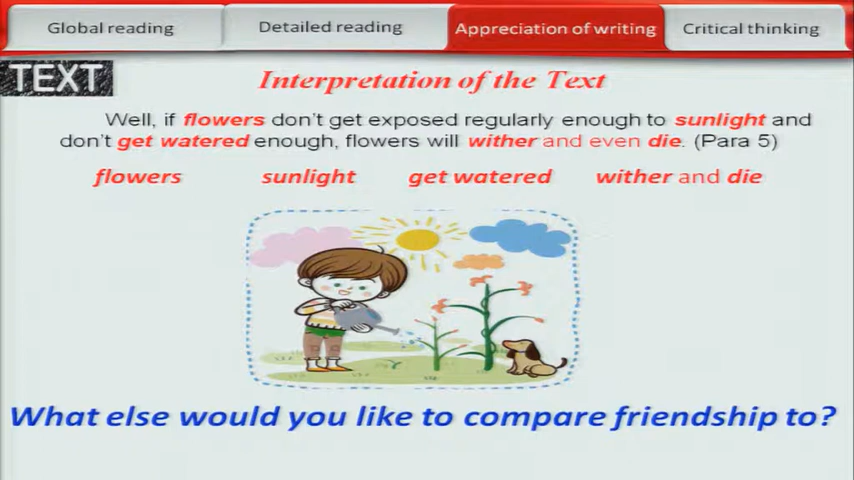 Global reading
Detailed reading
Appreciation of writing
Critical thinking
TEXT
Interpretation of the Text
Well, if flowers don't get exposed regularly enough to sunlight and
don't get watered enough, flowers will wither and even die. (Para 5)
flowers sunlight get watered wither and die
What else would you like to compare friendship to?